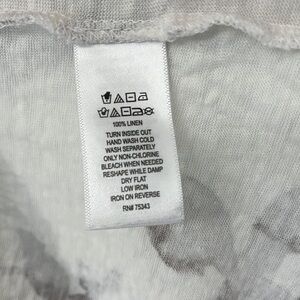 100% LINEN
TURN INSIDE OUT
HAND WASH COLD
WASH SEPARATELY
ONLY NON-CHLORINE
BLEACH WHEN NEEDED
RESHAPE WHILE DAMP
DRY FLAT
LOW IRON
IRON ON REVERSE
RN# 75343